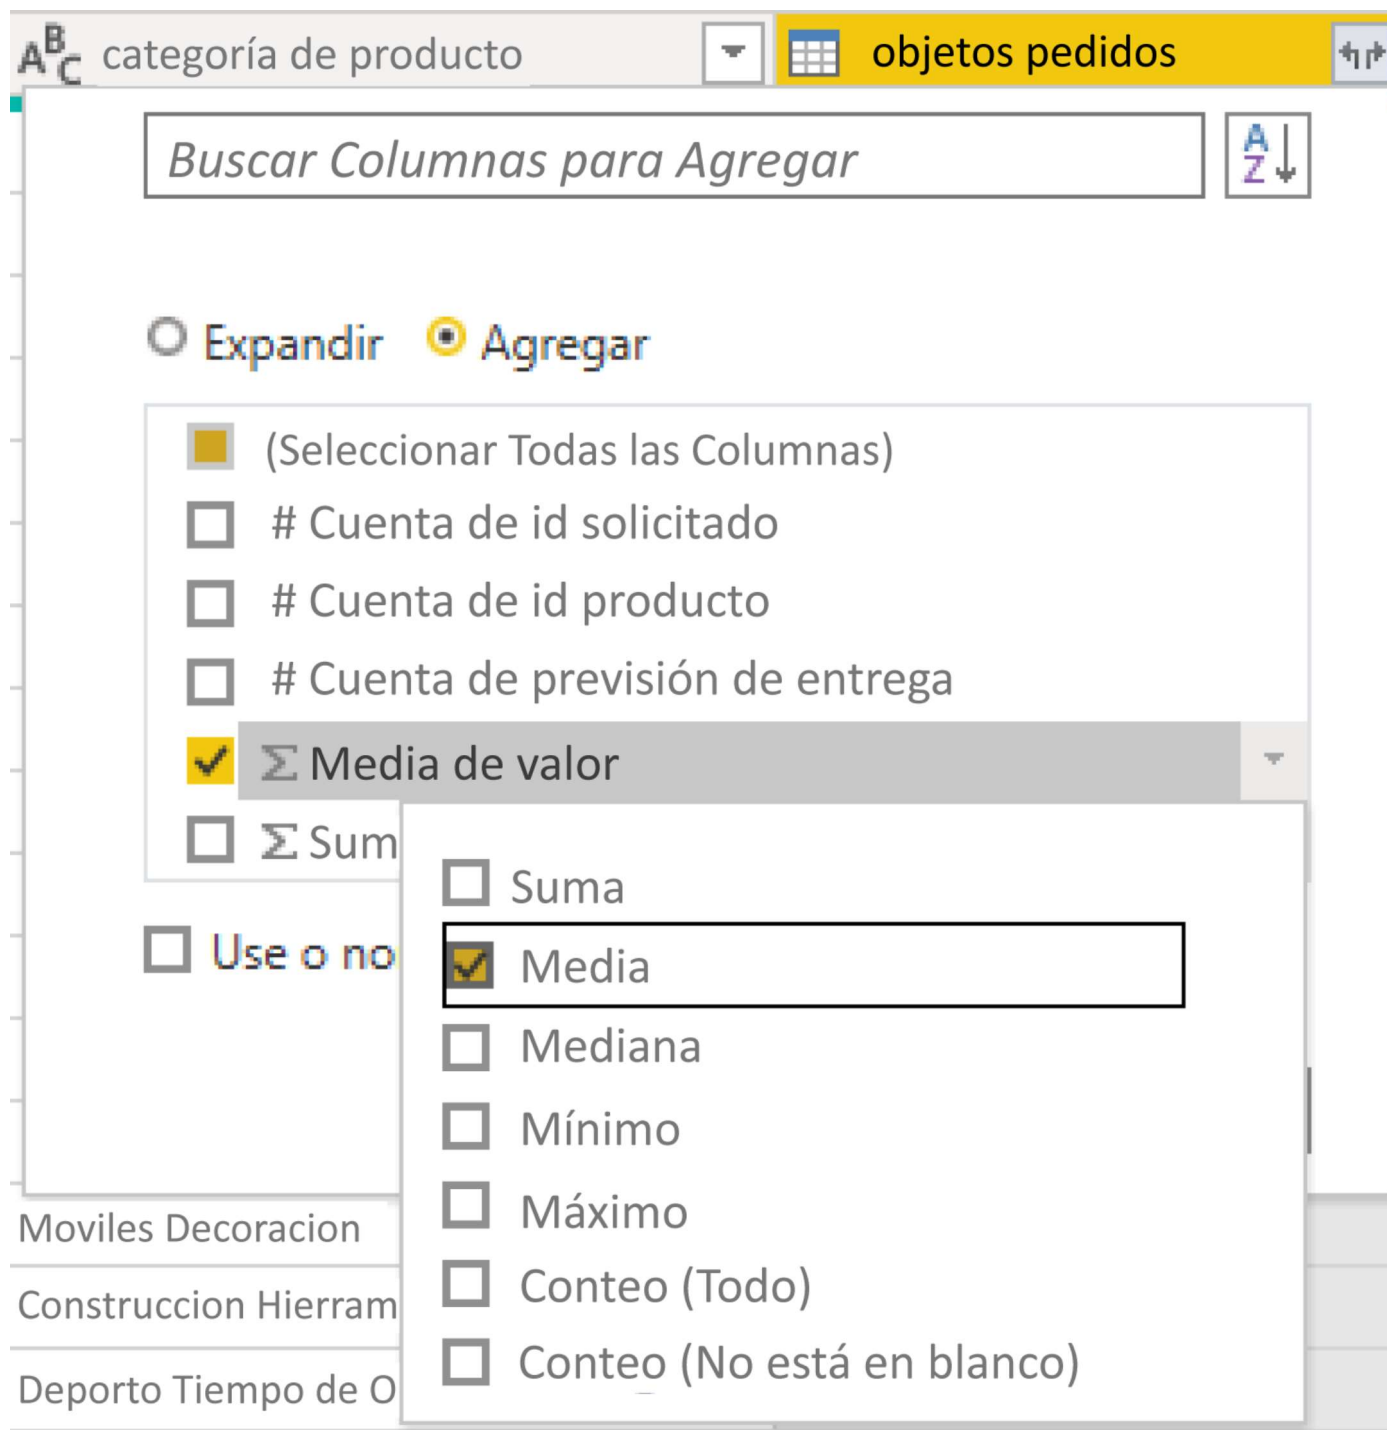 ABC categoría de producto
objetos pedidos
Buscar Columnas para Agregar
AZ
Expandir
Agregar
(Seleccionar Todas las Columnas)
# Cuenta de id solicitado
# Cuenta de id producto
# Cuenta de previsión de entrega
Σ Media de valor
Σ Sum
Suma
Use o no
Media
Mediana
Mínimo
Máximo
Conteo (Todo)
Conteo (No está en blanco)
Moviles Decoracion
Construccion Hierram
Deporto Tiempo de O